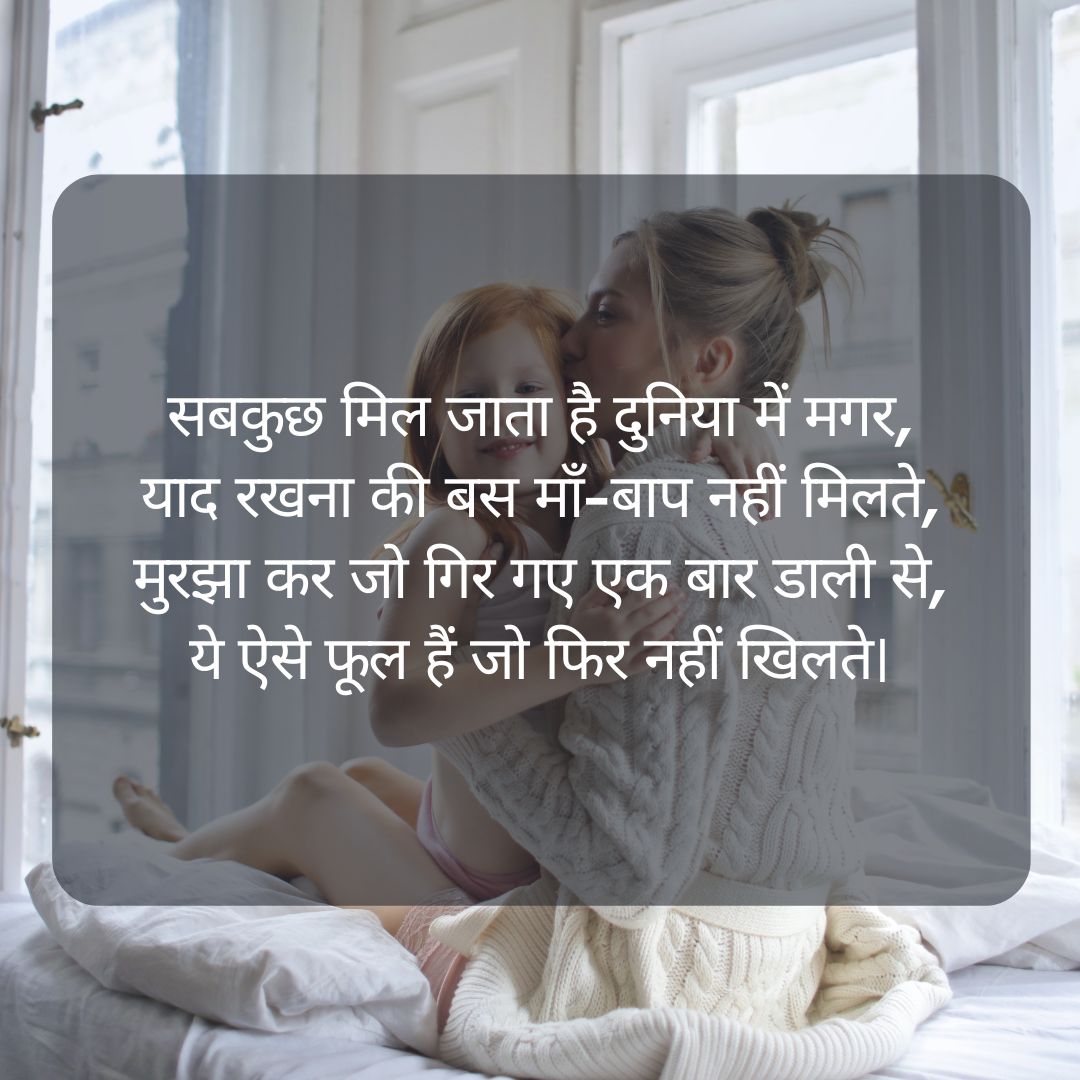 सबकुछ मिल जाता है दुनिया में मगर,
याद रखना की बस माँ-बाप नहीं मिलते,
मुरझा कर जो गिर गए एक बार डाली से,
ये ऐसे फूल हैं जो फिर नहीं खिलते।